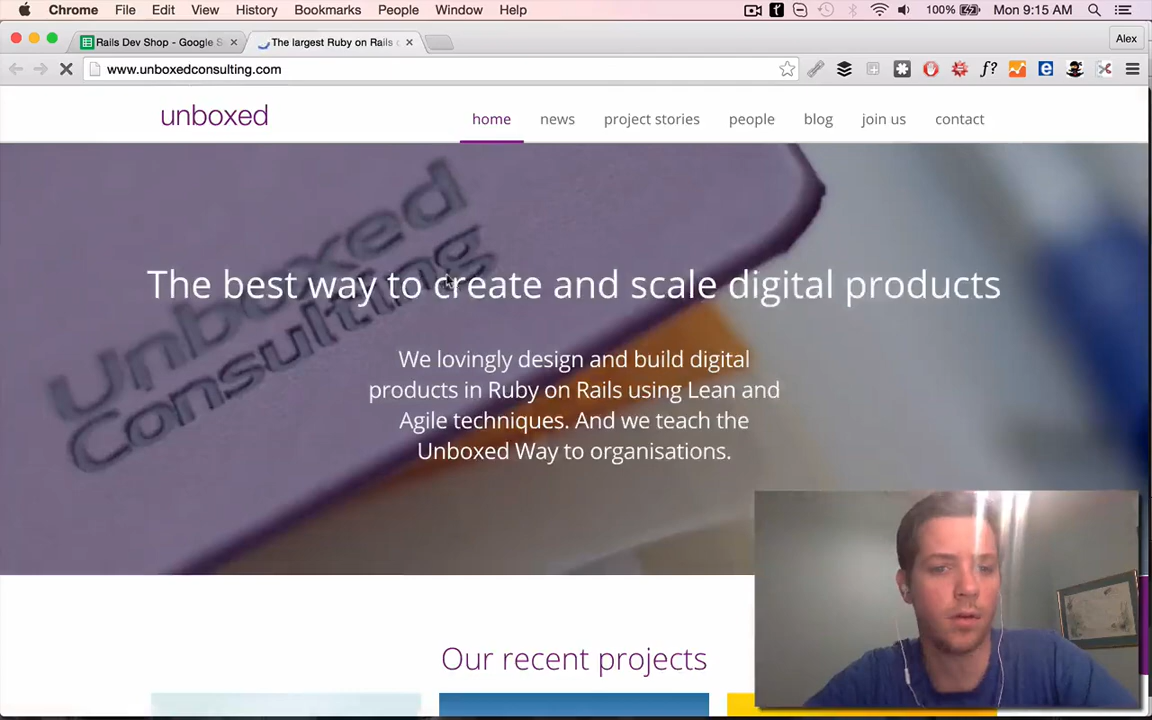 Chrome File Edit View History Bookmarks People Window Help 100% Mon 9:15 AM
Rails Dev Shop - Google S The largest Ruby on Rails c Alex
www.unboxedconsulting.com
unboxed home news project stories people blog join us contact
Unboxed
Consulting
The best way to create and scale digital products
We lovingly design and build digital
products in Ruby on Rails using Lean and
Agile techniques. And we teach the
Unboxed Way to organisations.
Our recent projects